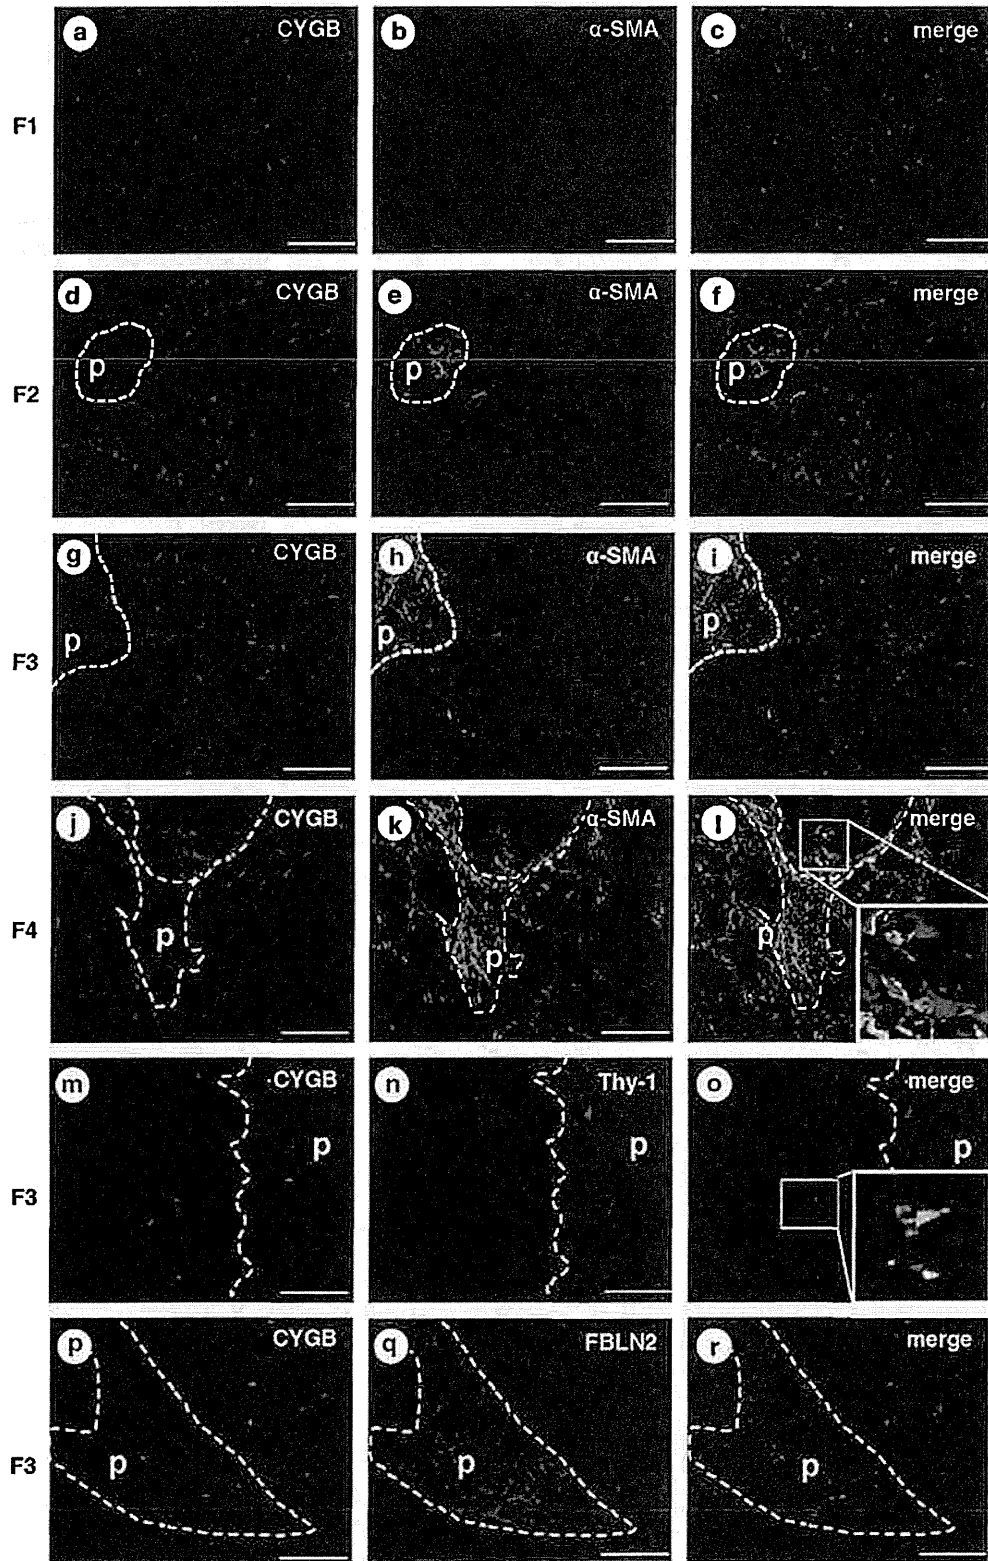 a CYGB b α-SMA c merge
F1
d CYGB e α-SMA f merge
p p p
F2
g CYGB h α-SMA i merge
p p p
F3
j CYGB k α-SMA l merge
F4
p p p
m CYGB n Thy-1 o merge
p p p
F3
p CYGB q FBLN2 r merge
F3
p p p